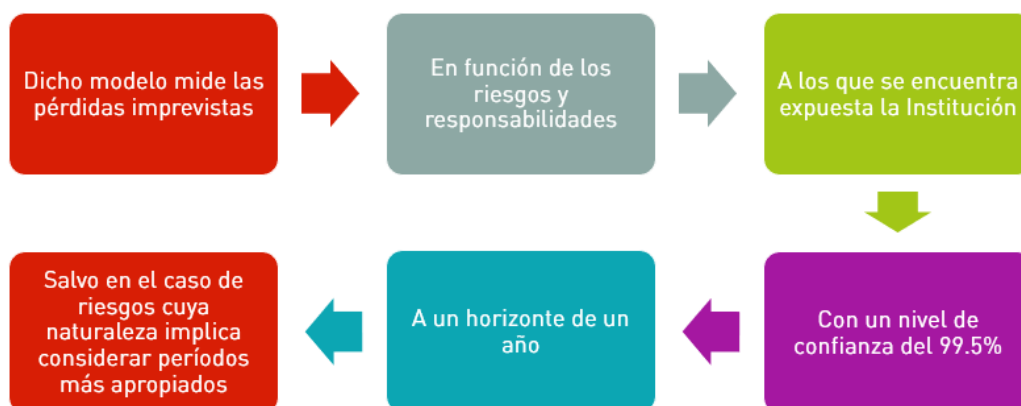 Dicho modelo mide las
pérdidas imprevistas
En función de los
riesgos y
responsabilidades
A los que se encuentra
expuesta la Institución
Con un nivel de
confianza del 99.5%
A un horizonte de un
año
Salvo en el caso de
riesgos cuya
naturaleza implica
considerar períodos
más apropiados